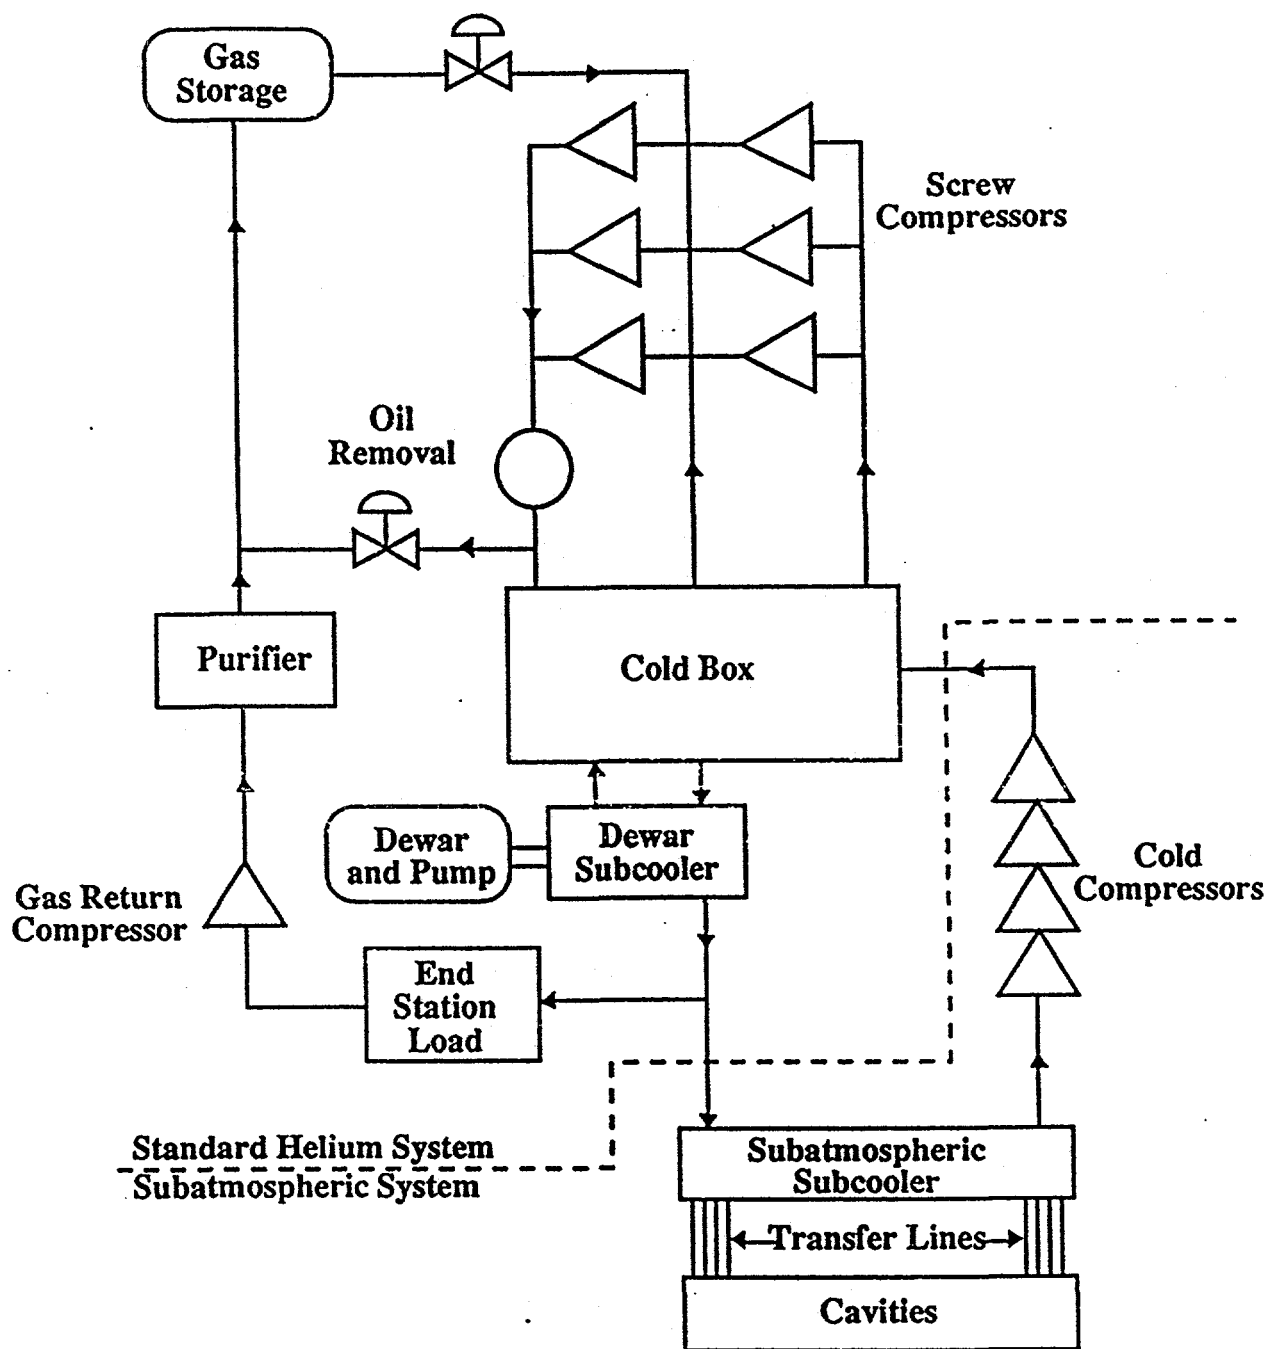 Gas
Storage
Screw
Compressors
Oil
Removal
Purifier
Cold Box
Dewar
and Pump
Dewar
Subcooler
Cold
Compressors
Gas Return
Compressor
End
Station
Load
Standard Helium System
Subatmospheric System
Subatmospheric
Subcooler
Transfer Lines
Cavities